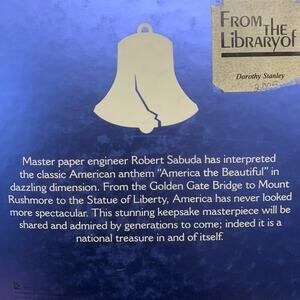 FROM
THE
LIBRARY OF
Dorothy Stanley
Master paper engineer Robert Sabuda has interpreted
the classic American anthem "America the Beautiful" in
dazzling dimension. From the Golden Gate Bridge to Mount
Rushmore to the Statue of Liberty, America has never looked
more spectacular. This stunning keepsake masterpiece will be
shared and admired by generations to come; indeed it is a
national treasure in and of itself.